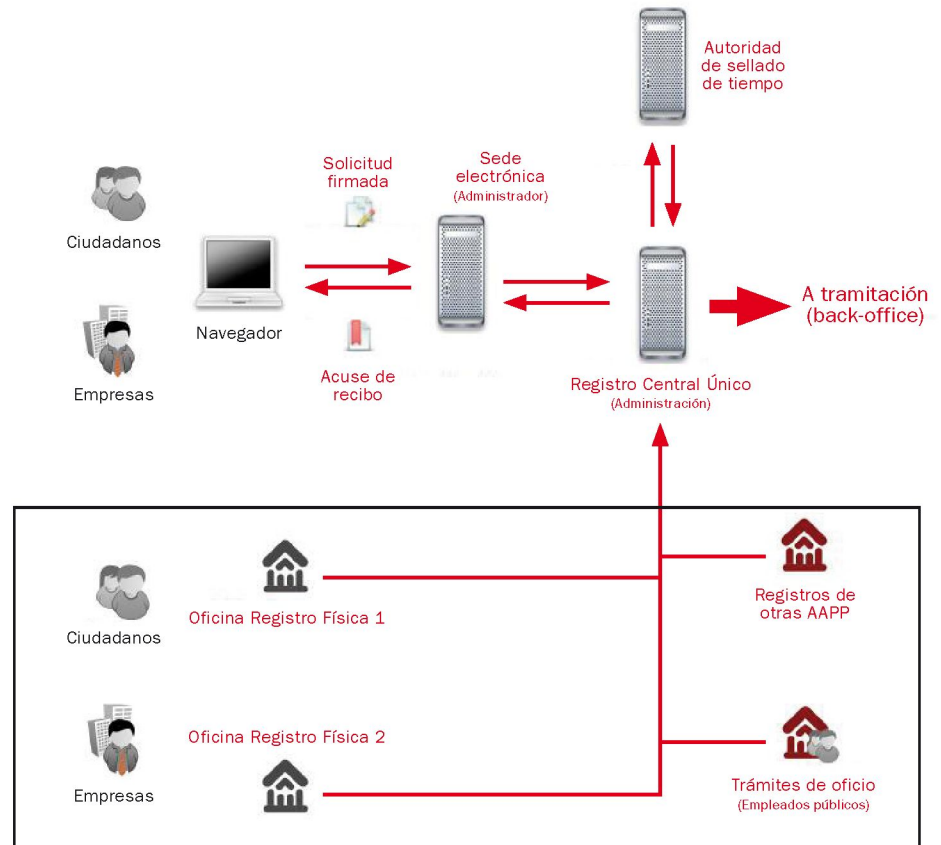 Autoridad
de sellado
de tiempo
Solicitud
firmada
Sede
electrónica
(Administrador)
Ciudadanos
Navegador
A tramitación
(back-office)
Empresas
Acuse de
recibo
Registro Central Único
(Administración)
Ciudadanos
Oficina Registro Física 1
Registros de
otras AAPP
Empresas
Oficina Registro Física 2
Trámites de oficio
(Empleados públicos)